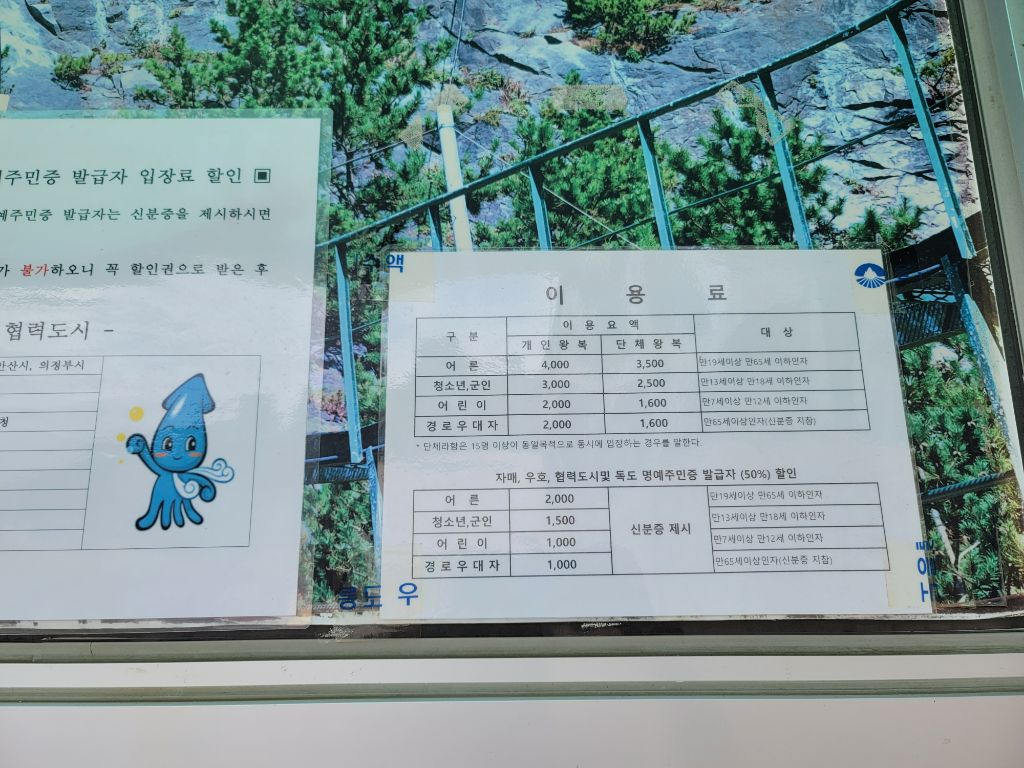 주민증 발급자 입장료 할인 ▣
예주민증 발급자는 신분증을 제시하시면
가 불가하오니 꼭 할인권으로 받은 후
협력도시 -
안산시, 의정부시
청
액
이 용 료
구 분 이 용 요 액 대 상
개 인 왕 복 단 체 왕 복
어 른 4,000 3,500 만19세이상 만65세 이하인자
청소년,군인 3,000 2,500 만13세이상 만18세 이하인자
어 린 이 2,000 1,600 만7세이상 만12세 이하인자
경 로 우 대 자 2,000 1,600 만65세이상인자(신분증 지참)
* 단체라함은 15명 이상이 동일목적으로 동시에 입장하는 경우를 말한다.
자매, 우호, 협력도시및 독도 명예주민증 발급자 (50%) 할인
어 른 2,000 신분증 제시 만19세이상 만65세 이하인자
청소년,군인 1,500 만13세이상 만18세 이하인자
어 린 이 1,000 만7세이상 만12세 이하인자
경 로 우 대 자 1,000 만65세이상인자(신분증 지참)
도 우